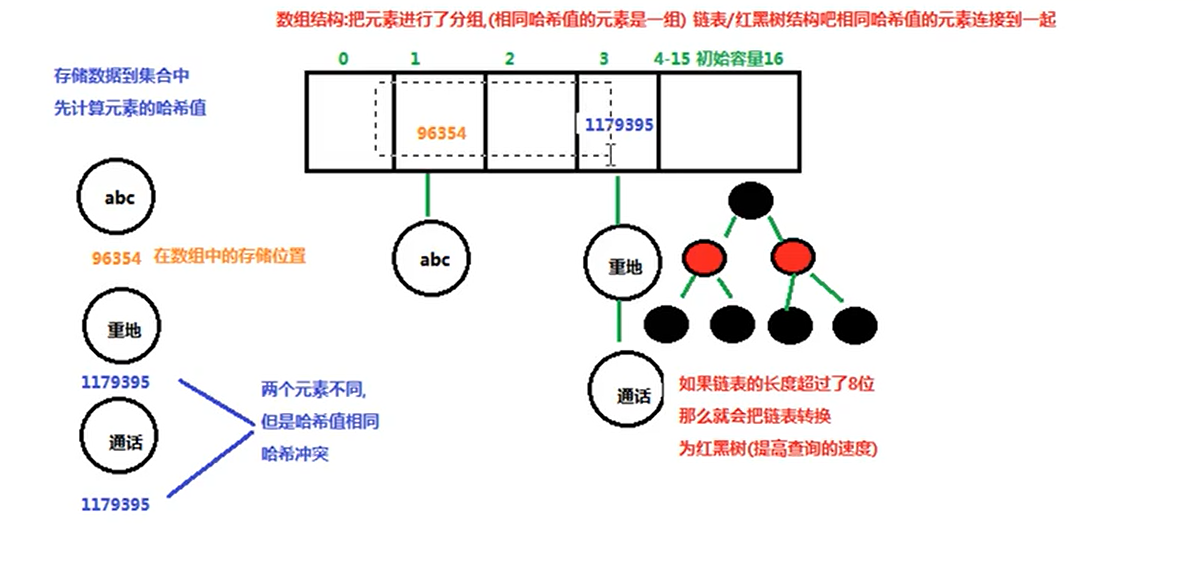 数组结构:把元素进行了分组,(相同哈希值的元素是一组) 链表/红黑树结构吧相同哈希值的元素连接到一起
0 1 2 3 4-15 初始容量16
存储数据到集合中
先计算元素的哈希值
96354
1179395
abc
96354 在数组中的存储位置
abc
重地
重地
1179395
通话
1179395
两个元素不同,
但是哈希值相同
哈希冲突
通话
如果链表的长度超过了8位
那么就会把链表转换
为红黑树(提高查询的速度)